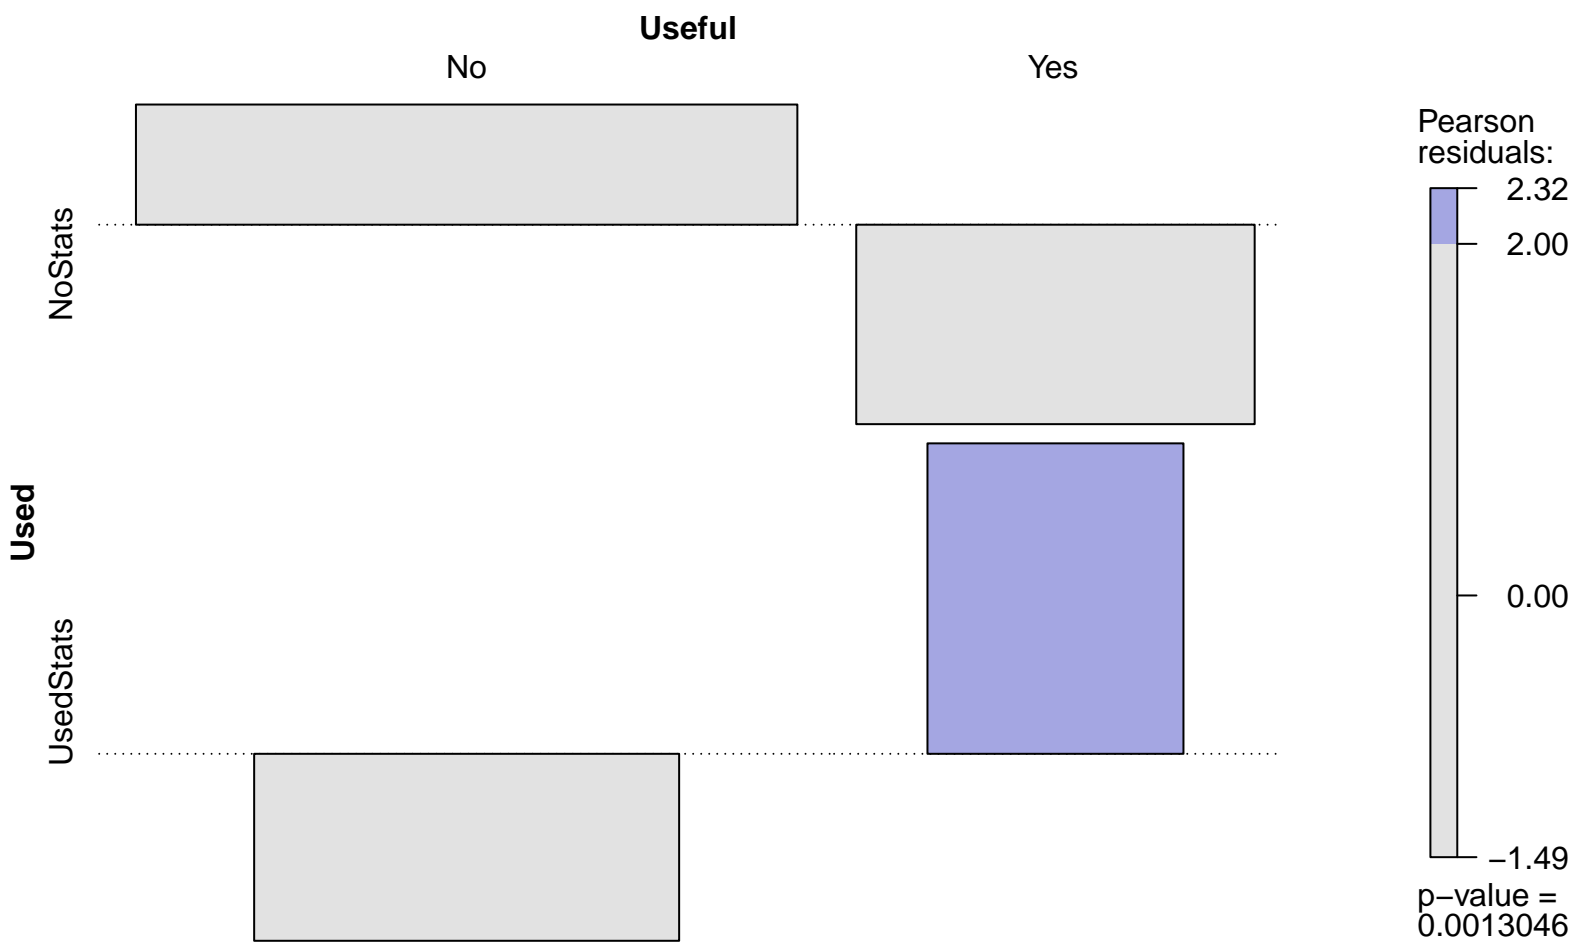 Useful
No
Yes
Used
NoStats
UsedStats
Pearson
residuals:
2.32
2.00
0.00
−1.49
p−value =
0.0013046